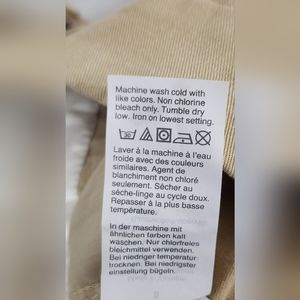 Machine wash cold with
like colors. Non chlorine
bleach only. Tumble dry
low. Iron on lowest setting.
30
Laver à la machine à l'eau
froide avec des couleurs
similaires. Agent de
blanchiment non chloré
seulement. Sécher au
sèche-linge au cycle doux.
Repasser à la plus basse
température.
In der maschine mit
ähnlichen farben kalt
waschen. Nur chlorfreies
bleichmittel verwenden.
Bei niedriger temperatur
trocknen. Bei niedrigster
einstellung bügeln.